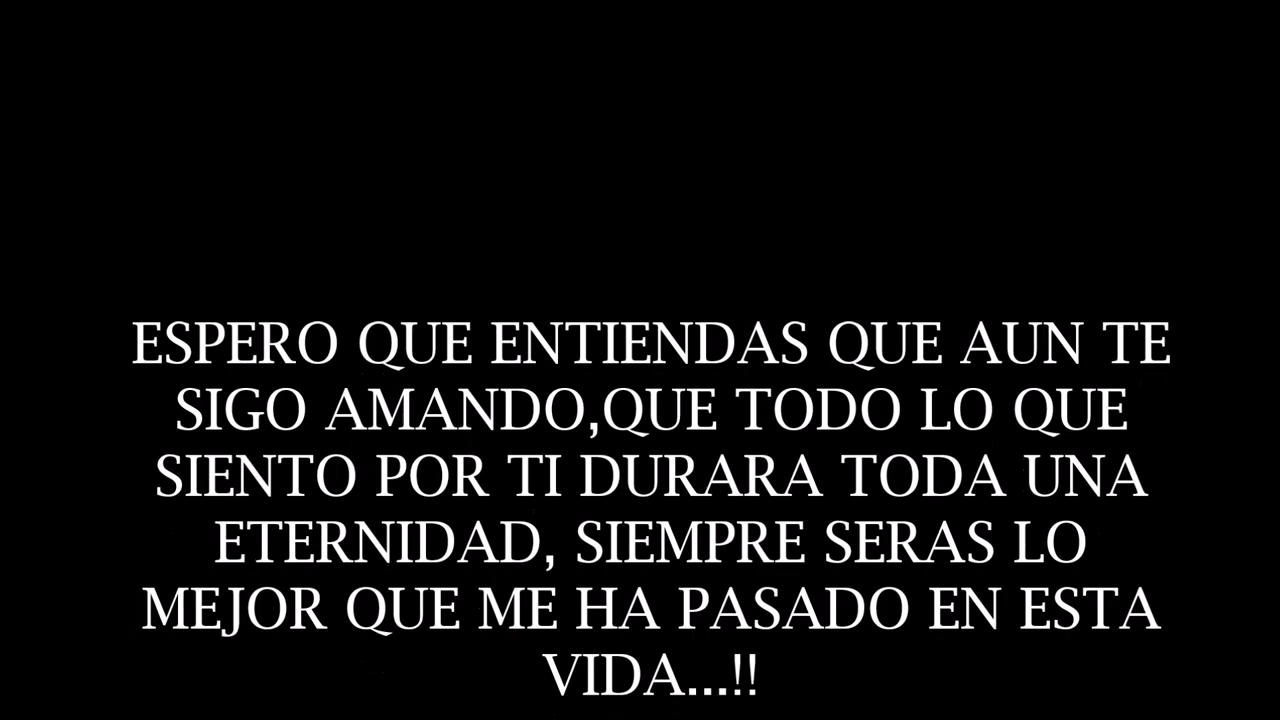 ESPERO QUE ENTIENDAS QUE AUN TE
SIGO AMANDO,QUE TODO LO QUE
SIENTO POR TI DURARA TODA UNA
ETERNIDAD, SIEMPRE SERAS LO
MEJOR QUE ME HA PASADO EN ESTA
VIDA...!!